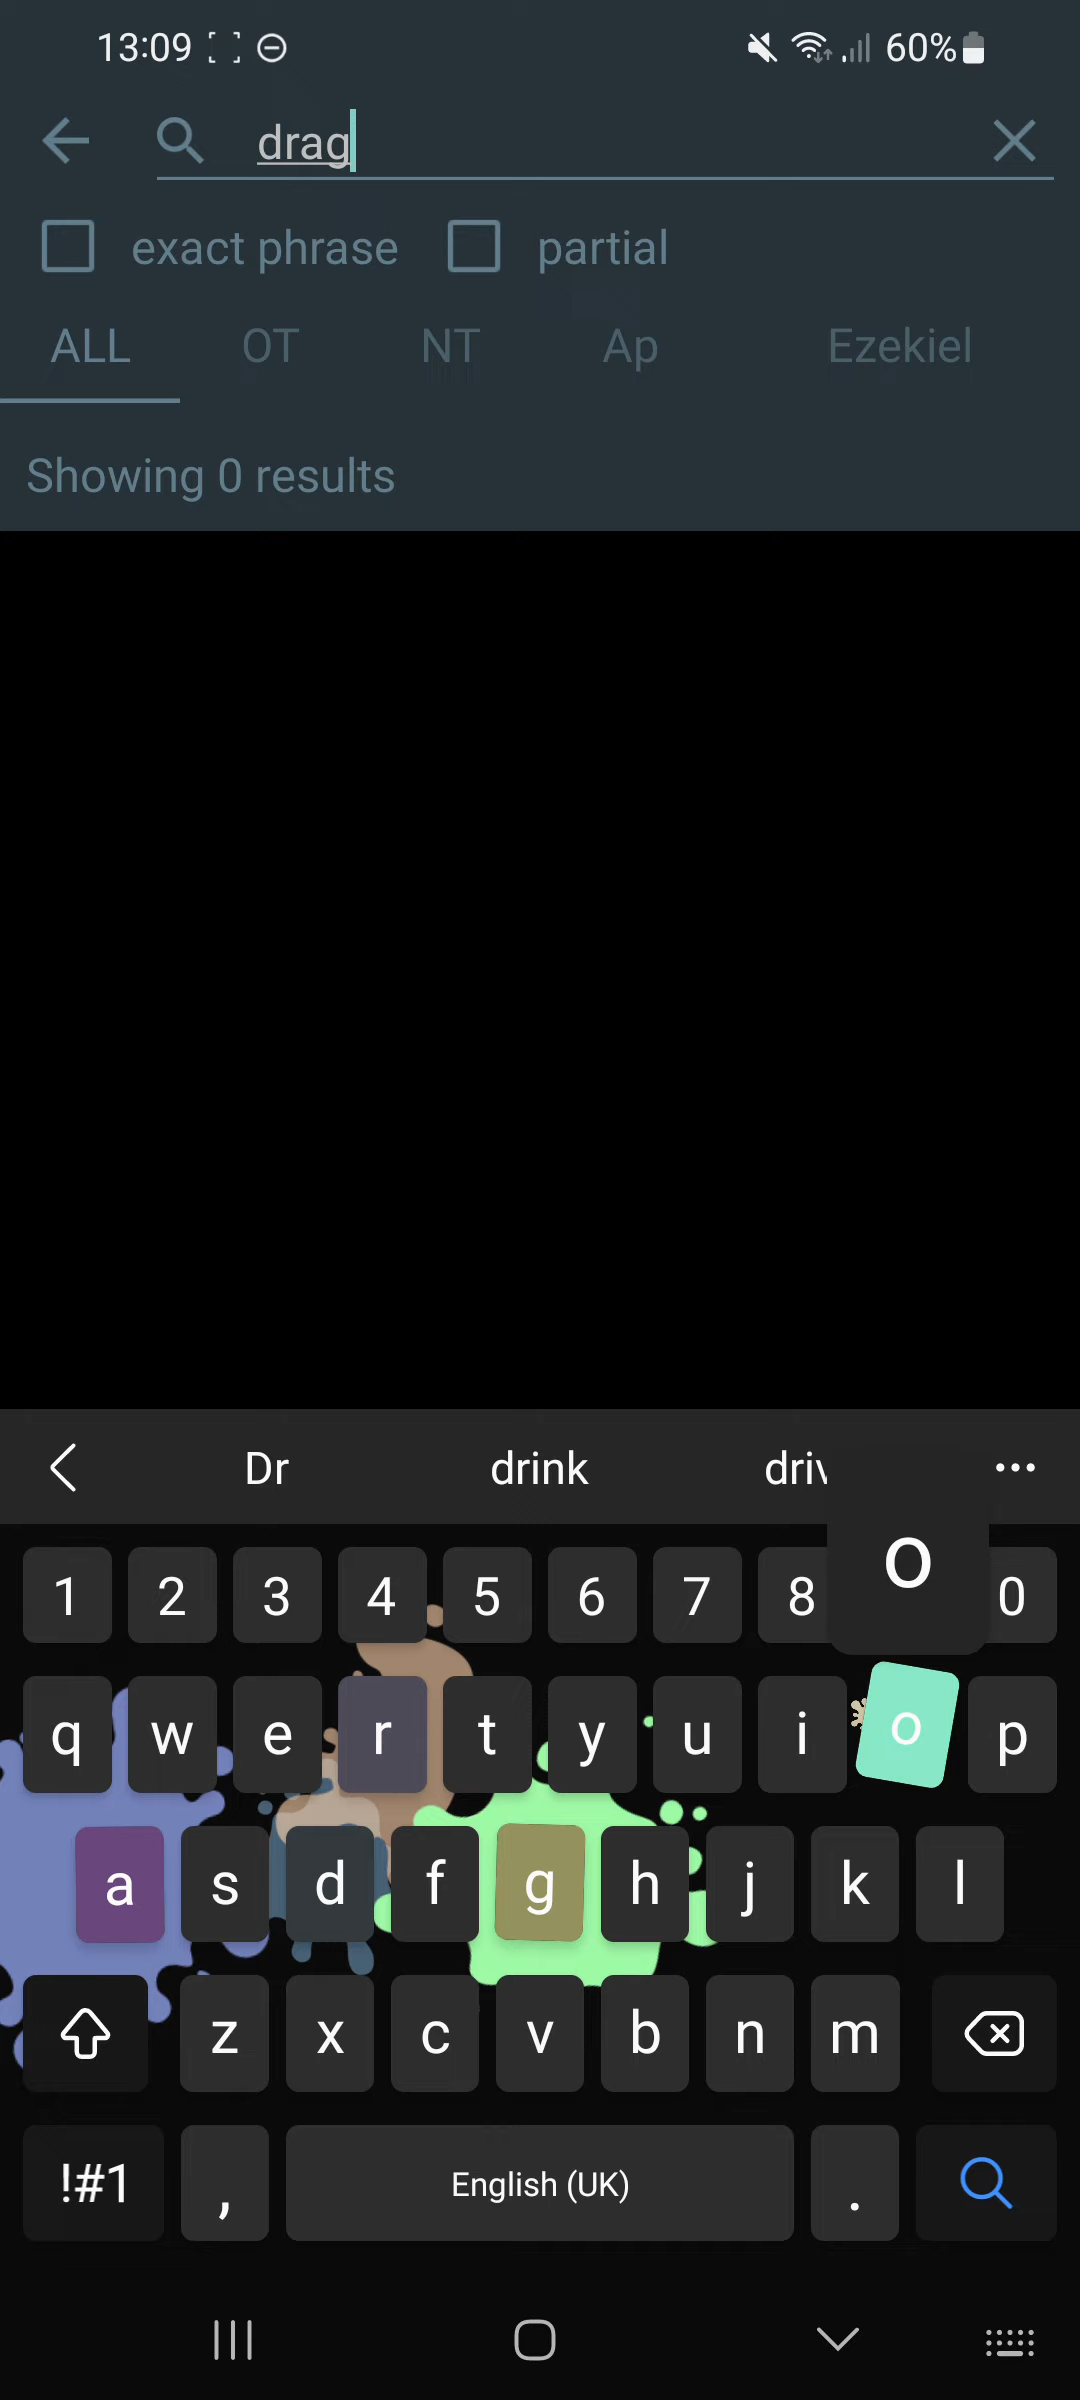 13:09 60%
drag
exact phrase partial
ALL OT NT Ap Ezekiel
Showing 0 results
Dr drink
o
1 2 3 4 5 6 7 8 0
q w e r t y u i o p
a s d f g h j k l
z x c v b n m
!#1 , English (UK) .